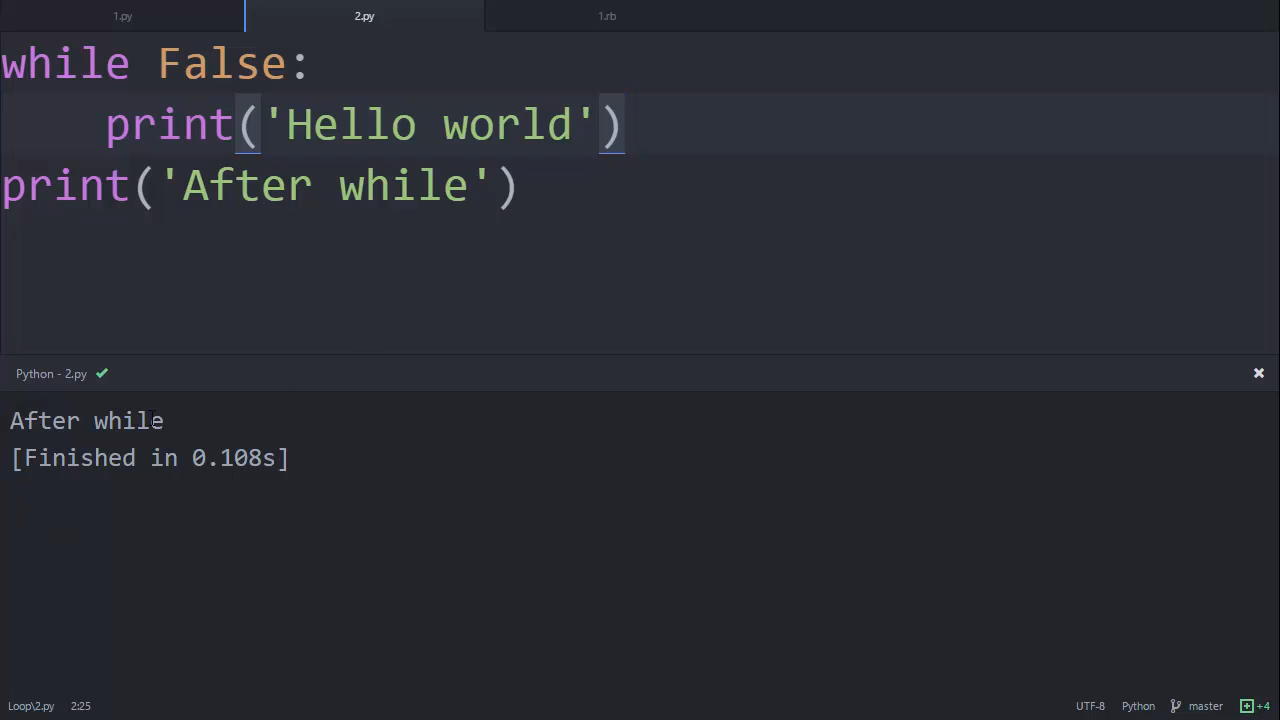 1.py 2.py 1.rb
while False:
    print('Hello world')
print('After while')
Python - 2.py
After while
[Finished in 0.108s]
Loop\2.py 2:25 UTF-8 Python master +4